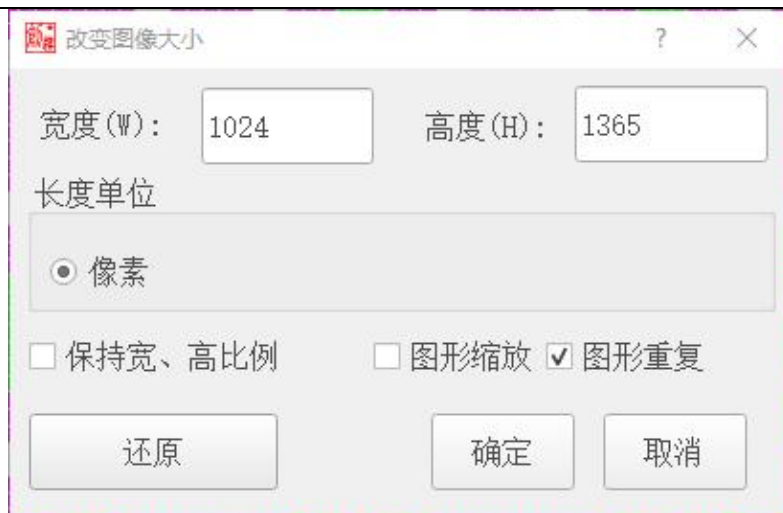 改变图像大小 ?
宽度(W): 1024 高度(H): 1365
长度单位
像素
保持宽、高比例 图形缩放 图形重复
还原 确定 取消